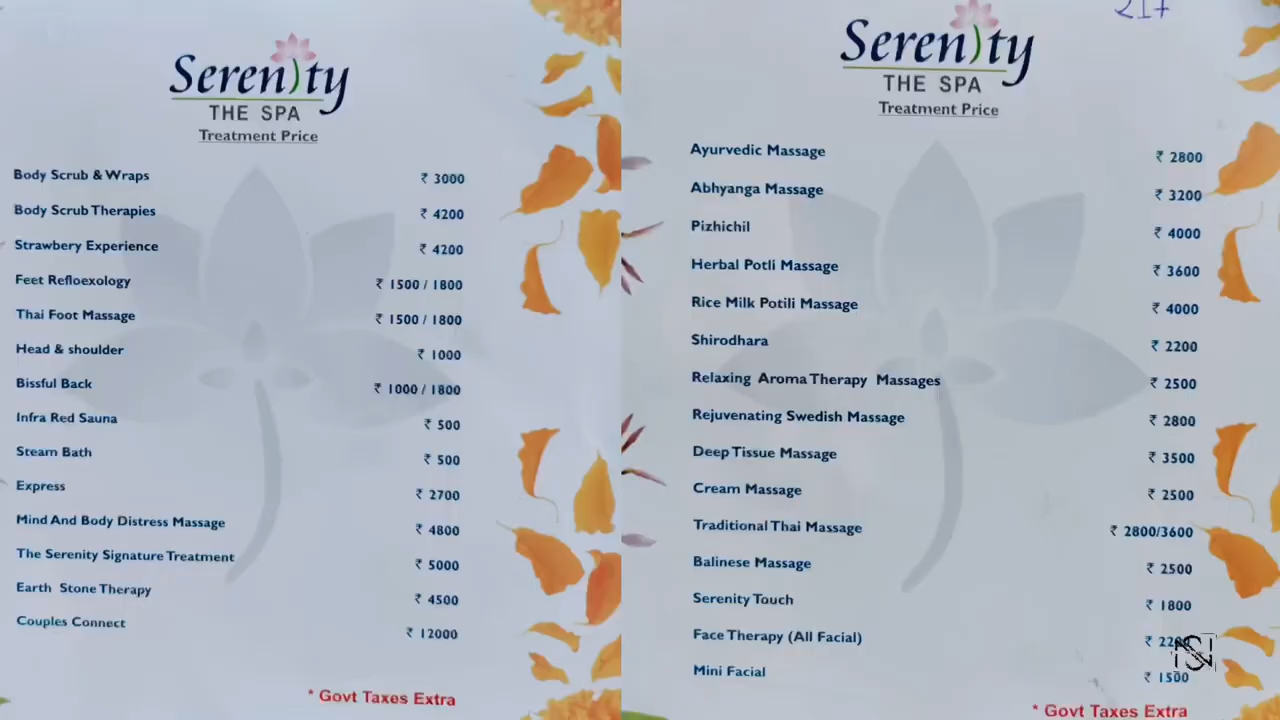 Serenity
THE SPA
Treatment Price
Body Scrub & Wraps ₹ 3000
Body Scrub Therapies ₹ 4200
Strawbery Experience ₹ 4200
Feet Refloexology ₹ 1500 / 1800
Thai Foot Massage ₹ 1500 / 1800
Head & shoulder ₹ 1000
Bissful Back ₹ 1000 / 1800
Infra Red Sauna ₹ 500
Steam Bath ₹ 500
Express ₹ 2700
Mind And Body Distress Massage ₹ 4800
The Serenity Signature Treatment ₹ 5000
Earth Stone Therapy ₹ 4500
Couples Connect ₹ 12000
* Govt Taxes Extra
217
Serenity
THE SPA
Treatment Price
Ayurvedic Massage ₹ 2800
Abhyanga Massage ₹ 3200
Pizhichil ₹ 4000
Herbal Potli Massage ₹ 3600
Rice Milk Potili Massage ₹ 4000
Shirodhara ₹ 2200
Relaxing Aroma Therapy Massages ₹ 2500
Rejuvenating Swedish Massage ₹ 2800
Deep Tissue Massage ₹ 3500
Cream Massage ₹ 2500
Traditional Thai Massage ₹ 2800/3600
Balinese Massage ₹ 2500
Serenity Touch ₹ 1800
Face Therapy (All Facial) ₹
Mini Facial ₹ 1500
* Govt Taxes Extra